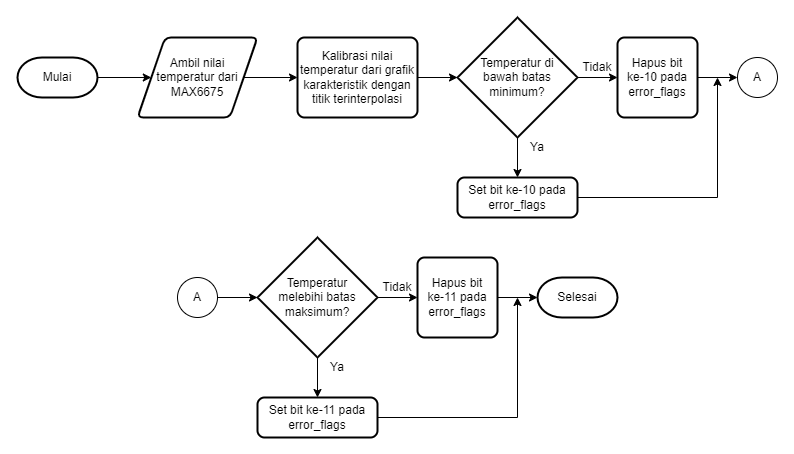 Mulai
Ambil nilai
temperatur dari
MAX6675
Kalibrasi nilai
temperatur dari grafik
karakteristik dengan
titik terinterpolasi
Temperatur di
bawah batas
minimum?
Tidak
Hapus bit
ke-10 pada
error_flags
A
Ya
Set bit ke-10 pada
error_flags
A
Temperatur
melebihi batas
maksimum?
Tidak
Hapus bit
ke-11 pada
error_flags
Selesai
Ya
Set bit ke-11 pada
error_flags